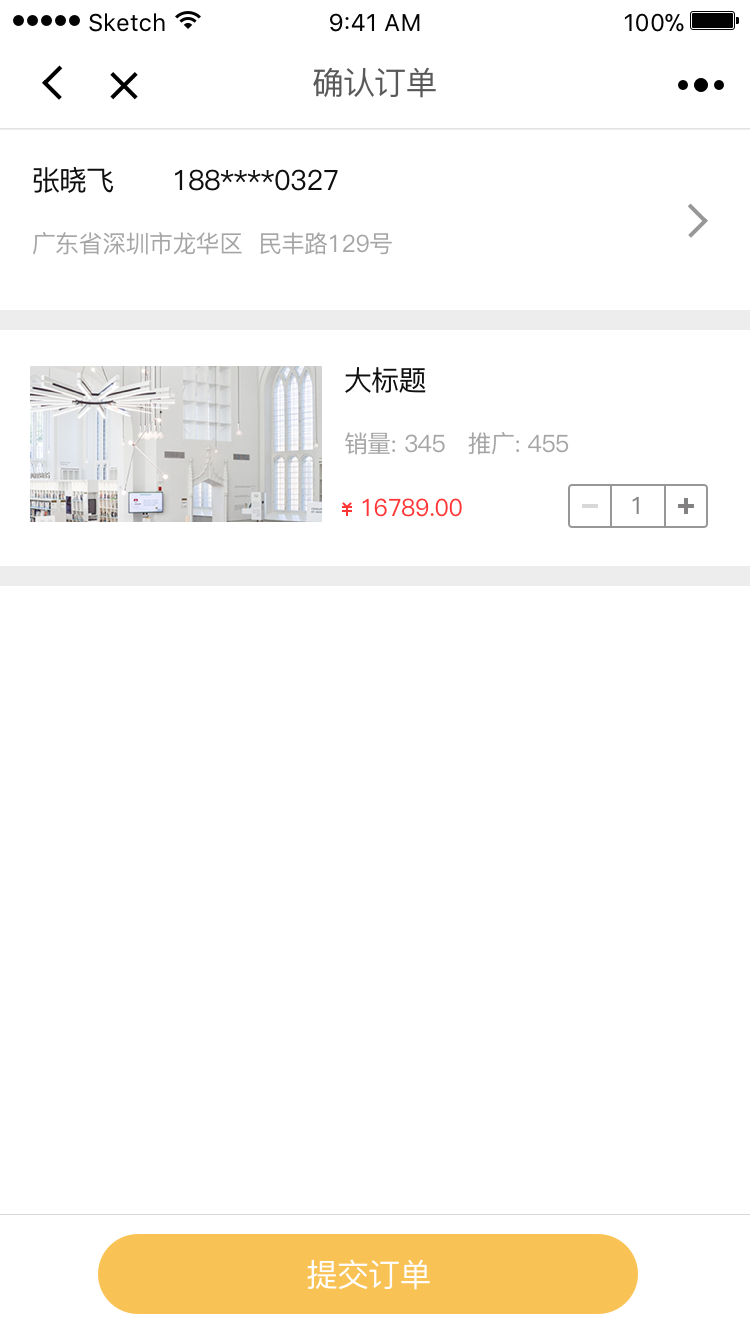 Sketch 9:41 AM 100%
确认订单
张晓飞 188****0327
广东省深圳市龙华区 民丰路129号
大标题
销量: 345 推广: 455
¥ 16789.00 − 1 +
提交订单